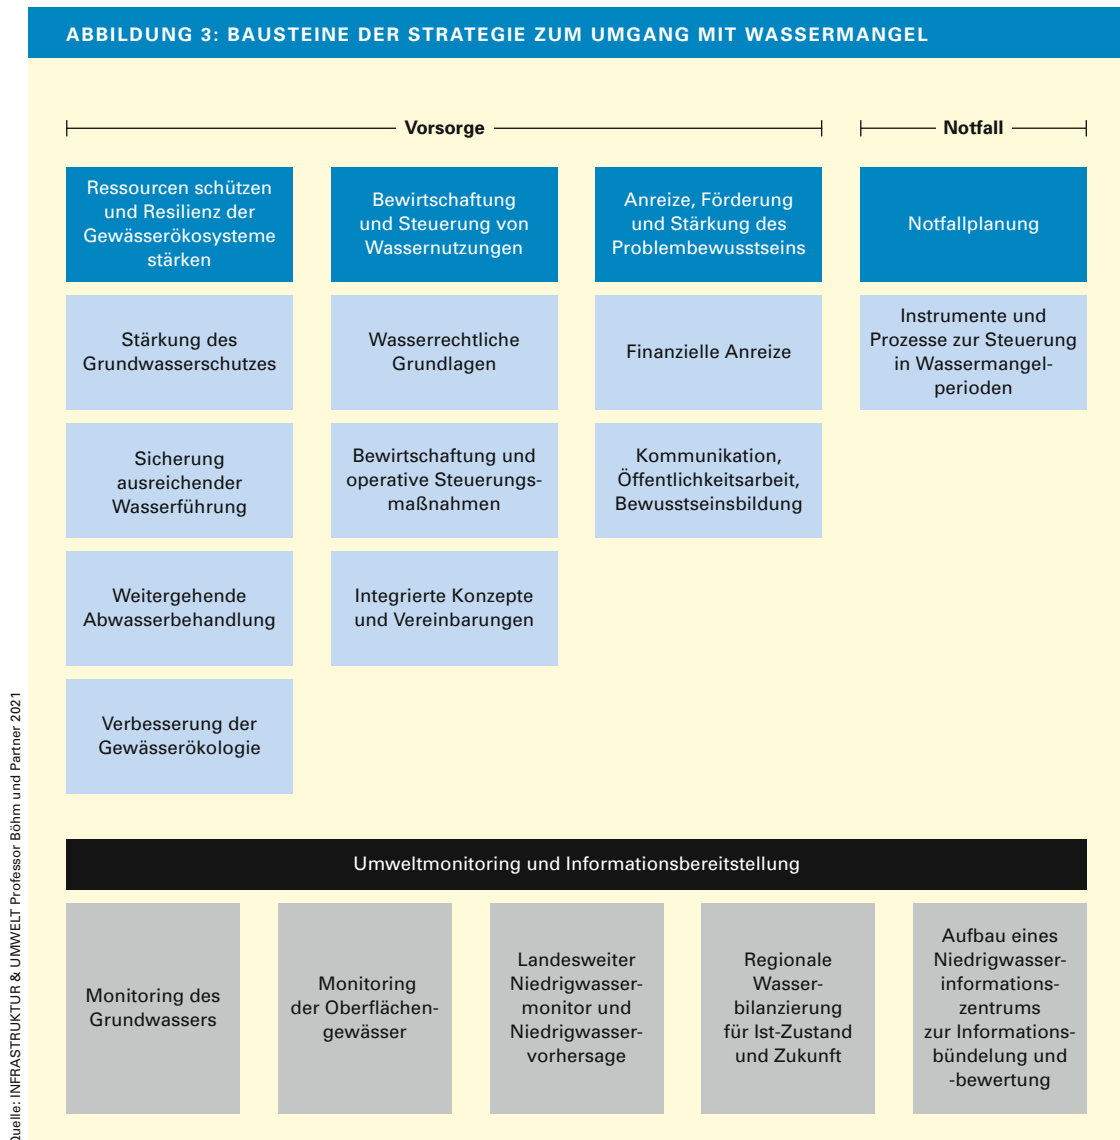 ABBILDUNG 3: BAUSTEINE DER STRATEGIE ZUM UMGANG MIT WASSERMANGEL
Vorsorge
Notfall
Ressourcen schützen
und Resilienz der
Gewässerökosysteme
stärken
Bewirtschaftung
und Steuerung von
Wassernutzungen
Anreize, Förderung
und Stärkung des
Problembewusstseins
Notfallplanung
Stärkung des
Grundwasserschutzes
Wasserrechtliche
Grundlagen
Finanzielle Anreize
Instrumente und
Prozesse zur Steuerung
in Wassermangel-
perioden
Sicherung
ausreichender
Wasserführung
Bewirtschaftung und
operative Steuerungs-
maßnahmen
Kommunikation,
Öffentlichkeitsarbeit,
Bewusstseinsbildung
Weitergehende
Abwasserbehandlung
Integrierte Konzepte
und Vereinbarungen
Verbesserung der
Gewässerökologie
Umweltmonitoring und Informationsbereitstellung
Monitoring des
Grundwassers
Monitoring
der Oberflächen-
gewässer
Landesweiter
Niedrigwasser-
monitor und
Niedrigwasser-
vorhersage
Regionale
Wasser-
bilanzierung
für Ist-Zustand
und Zukunft
Aufbau eines
Niedrigwasser-
informations-
zentrums
zur Informations-
bündelung und
-bewertung
Quelle: INFRASTRUKTUR & UMWELT Professor Böhm und Partner 2021